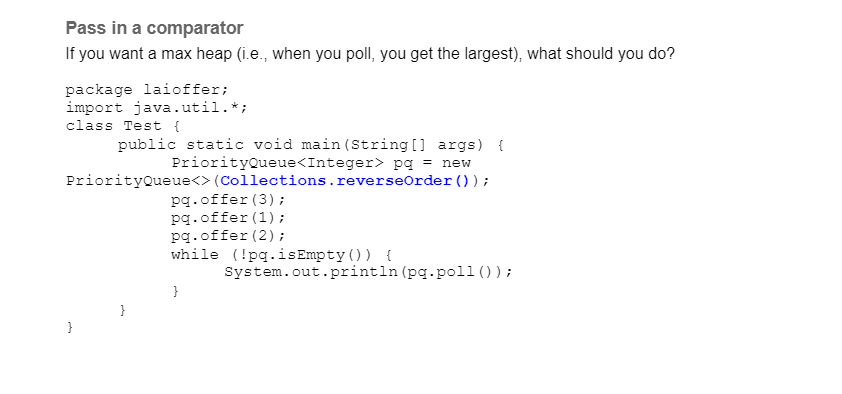 Pass in a comparator
If you want a max heap (i.e., when you poll, you get the largest), what should you do?
package laioffer;
import java.util.*;
class Test {
public static void main(String[] args) {
PriorityQueue<Integer> pq = new
PriorityQueue<>(Collections.reverseOrder());
pq.offer(3);
pq.offer(1);
pq.offer(2);
while (!pq.isEmpty()) {
System.out.println(pq.poll());
}
}
}